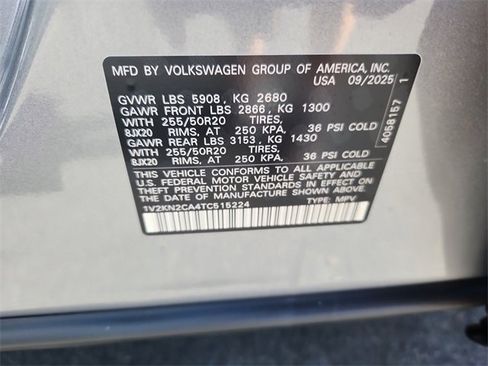 MFD BY VOLKSWAGEN GROUP OF AMERICA, INC.
USA 09/2025
GVWR LBS 5908, KG 2680
GAWR FRONT LBS 2866, KG 1300
WITH 255/50R20 TIRES,
8JX20 RIMS, AT 250 KPA, 36 PSI COLD
GAWR REAR LBS 3153, KG 1430
WITH 255/50R20 TIRES,
8JX20 RIMS, AT 250 KPA, 36 PSI COLD
THIS VEHICLE CONFORMS TO ALL APPLICABLE
U.S. FEDERAL MOTOR VEHICLE SAFETY AND
THEFT PREVENTION STANDARDS IN EFFECT ON
THE DATE OF MANUFACTURE SHOWN ABOVE.
1V2KN2CA4TC515224 TYPE: MPV
4058157 1